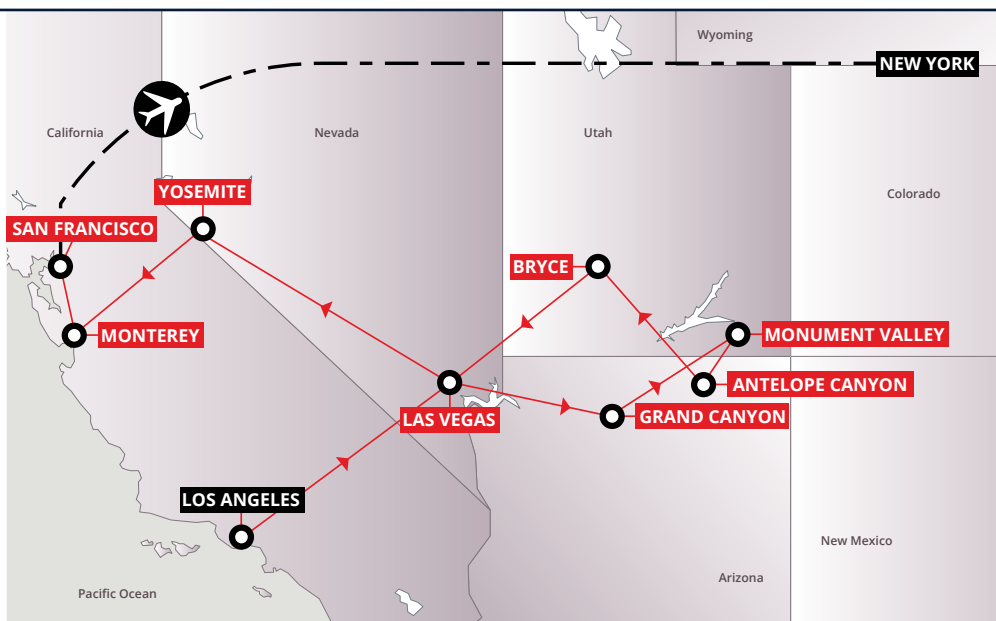 Wyoming
NEW YORK
California
Nevada
Utah
YOSEMITE
Colorado
SAN FRANCISCO
BRYCE
MONTEREY
MONUMENT VALLEY
ANTELOPE CANYON
LAS VEGAS
GRAND CANYON
LOS ANGELES
New Mexico
Arizona
Pacific Ocean